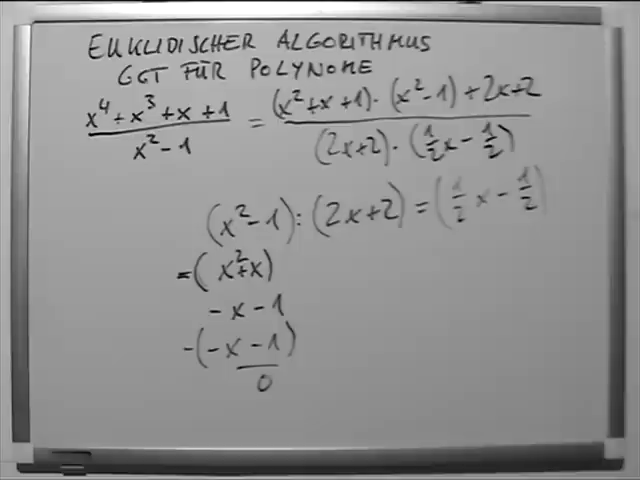 EUKLIDISCHER ALGORITHMUS
GGT FÜR POLYNOME
(x⁴+x³+x+1)/(x²-1) = ((x²+x+1)·(x²-1)+2x+2)/((2x+2)·(1/2x-1/2))
(x²-1):(2x+2)=(1/2x-1/2)
=(x²+x)
-x-1
-(-x-1)
0